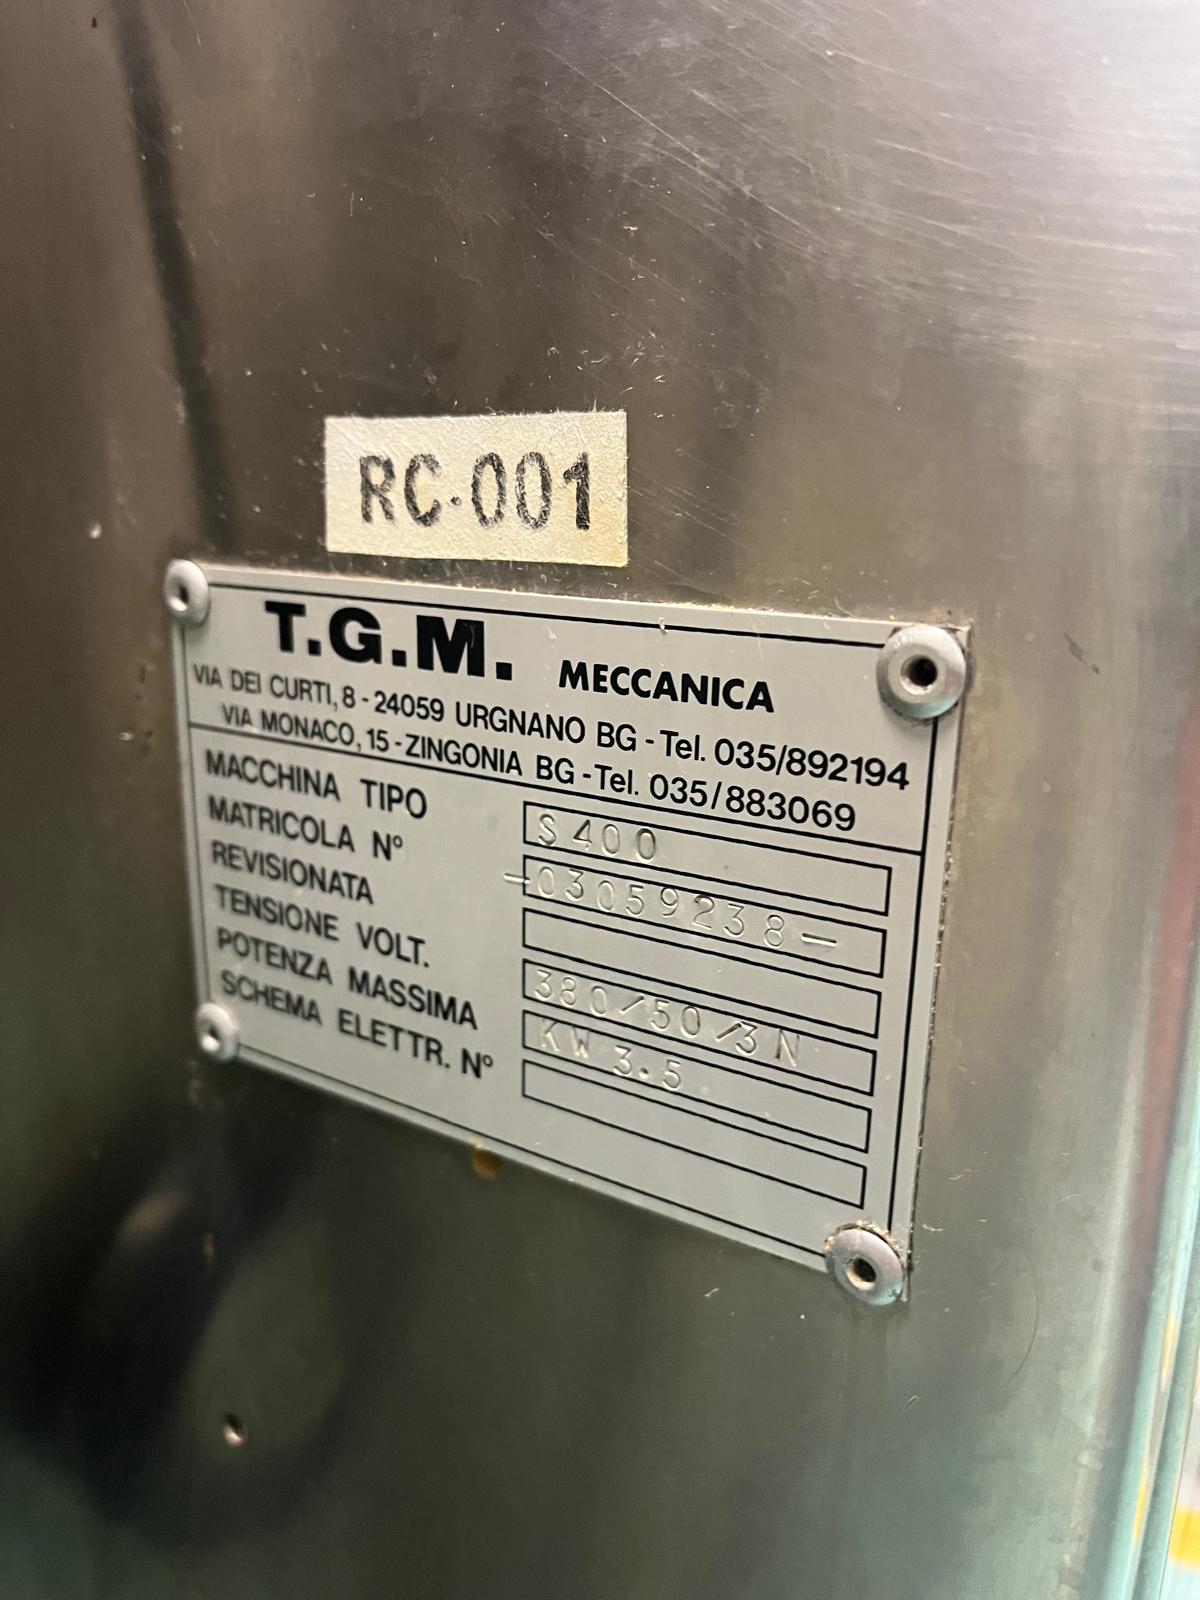 RC-001
T.G.M. MECCANICA
VIA DEI CURTI, 8 - 24059 URGNANO BG - Tel. 035/892194
VIA MONACO, 15 - ZINGONIA BG - Tel. 035/883069
MACCHINA TIPO S 400
MATRICOLA N° -03059238-
REVISIONATA
TENSIONE VOLT. 380/50/3N
POTENZA MASSIMA KW 3.5
SCHEMA ELETTR. N°